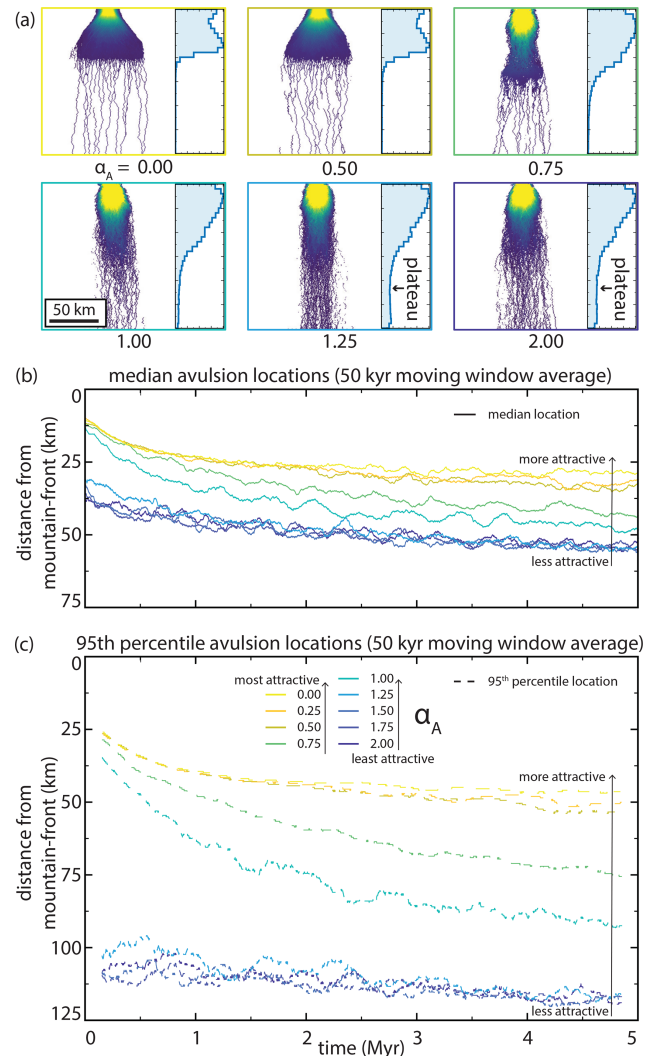 (a)
α_A = 0.00
0.50
0.75
50 km
plateau
plateau
1.00
1.25
2.00
(b)
median avulsion locations (50 kyr moving window average)
0
25
50
75
distance from
mountain-front (km)
median location
more attractive
less attractive
(c)
95th percentile avulsion locations (50 kyr moving window average)
0
25
50
75
100
125
distance from
mountain-front (km)
most attractive
0.00
0.25
0.50
0.75
1.00
1.25
1.50
1.75
2.00
least attractive
α_A
95th percentile location
more attractive
less attractive
0 1 2 3 4 5
time (Myr)